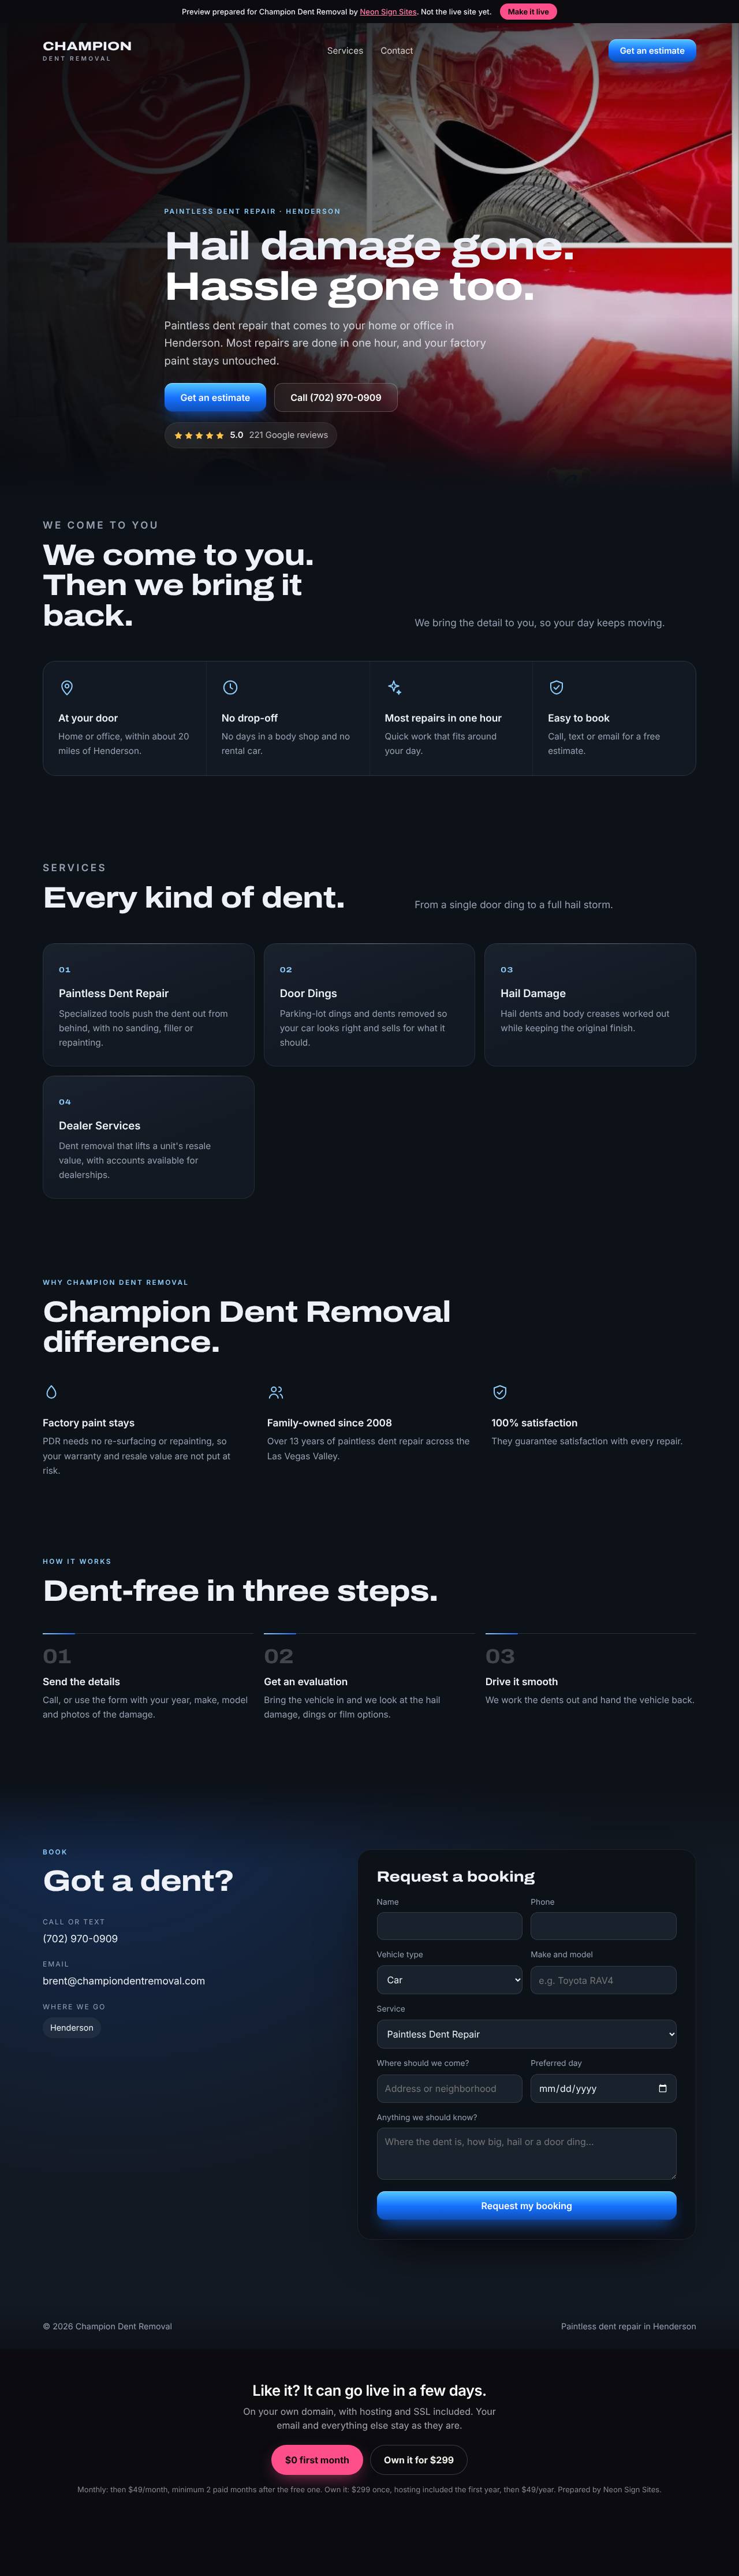 Preview prepared for Champion Dent Removal by Neon Sign Sites. Not the live site yet. Make it live
CHAMPION
DENT REMOVAL
Services Contact
Get an estimate
PAINTLESS DENT REPAIR · HENDERSON
Hail damage gone.
Hassle gone too.
Paintless dent repair that comes to your home or office in
Henderson. Most repairs are done in one hour, and your factory
paint stays untouched.
Get an estimate Call (702) 970-0909
5.0 221 Google reviews
WE COME TO YOU
We come to you.
Then we bring it
back.
We bring the detail to you, so your day keeps moving.
At your door
Home or office, within about 20
miles of Henderson.
No drop-off
No days in a body shop and no
rental car.
Most repairs in one hour
Quick work that fits around
your day.
Easy to book
Call, text or email for a free
estimate.
SERVICES
Every kind of dent.
From a single door ding to a full hail storm.
01
Paintless Dent Repair
Specialized tools push the dent out from
behind, with no sanding, filler or
repainting.
02
Door Dings
Parking-lot dings and dents removed so
your car looks right and sells for what it
should.
03
Hail Damage
Hail dents and body creases worked out
while keeping the original finish.
04
Dealer Services
Dent removal that lifts a unit's resale
value, with accounts available for
dealerships.
WHY CHAMPION DENT REMOVAL
Champion Dent Removal
difference.
Factory paint stays
PDR needs no re-surfacing or repainting, so
your warranty and resale value are not put at
risk.
Family-owned since 2008
Over 13 years of paintless dent repair across the
Las Vegas Valley.
100% satisfaction
They guarantee satisfaction with every repair.
HOW IT WORKS
Dent-free in three steps.
01
Send the details
Call, or use the form with your year, make, model
and photos of the damage.
02
Get an evaluation
Bring the vehicle in and we look at the hail
damage, dings or film options.
03
Drive it smooth
We work the dents out and hand the vehicle back.
BOOK
Got a dent?
CALL OR TEXT
(702) 970-0909
EMAIL
brent@championdentremoval.com
WHERE WE GO
Henderson
Request a booking
Name Phone
Vehicle type Make and model
Car e.g. Toyota RAV4
Service
Paintless Dent Repair
Where should we come? Preferred day
Address or neighborhood mm/dd/yyyy
Anything we should know?
Where the dent is, how big, hail or a door ding...
Request my booking
© 2026 Champion Dent Removal
Paintless dent repair in Henderson
Like it? It can go live in a few days.
On your own domain, with hosting and SSL included. Your
email and everything else stay as they are.
$0 first month Own it for $299
Monthly: then $49/month, minimum 2 paid months after the free one. Own it: $299 once, hosting included the first year, then $49/year. Prepared by Neon Sign Sites.